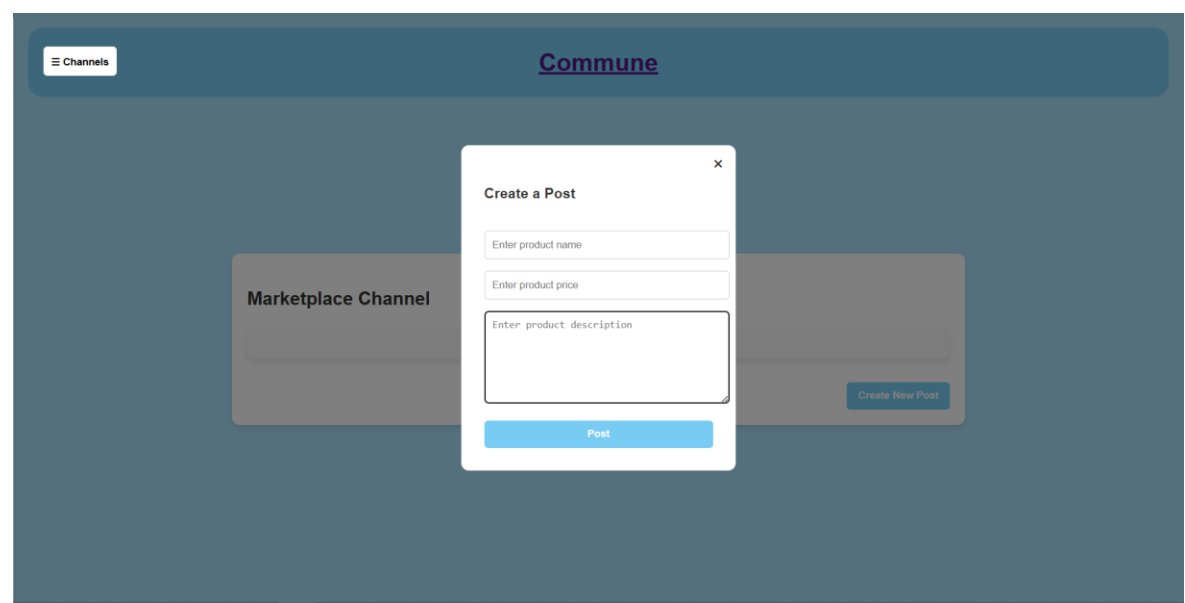 ☰ Channels
Commune
×
Create a Post
Enter product name
Enter product price
Enter product description
Post
Marketplace Channel
Create New Post